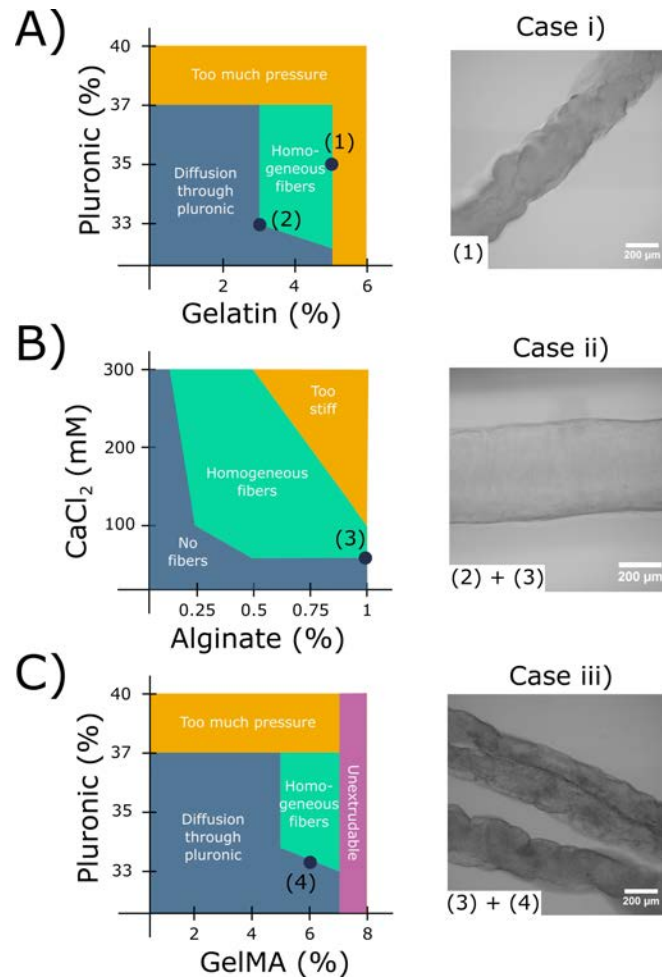 A)
Case i)
40
Too much pressure
37
Pluronic (%)
35
(1)
Homo-
geneous
fibers
Diffusion
through
pluronic
33
(2)
2
4
6
Gelatin (%)
(1)
200 µm
B)
Case ii)
300
Too
stiff
CaCl₂ (mM)
200
Homogeneous
fibers
100
(3)
No
fibers
0.25
0.5
0.75
1
Alginate (%)
(2) + (3)
200 µm
C)
Case iii)
40
Too much pressure
37
Pluronic (%)
35
Homo-
geneous
fibers
Unextrudable
Diffusion
through
pluronic
33
(4)
2
4
6
8
GelMA (%)
(3) + (4)
200 µm